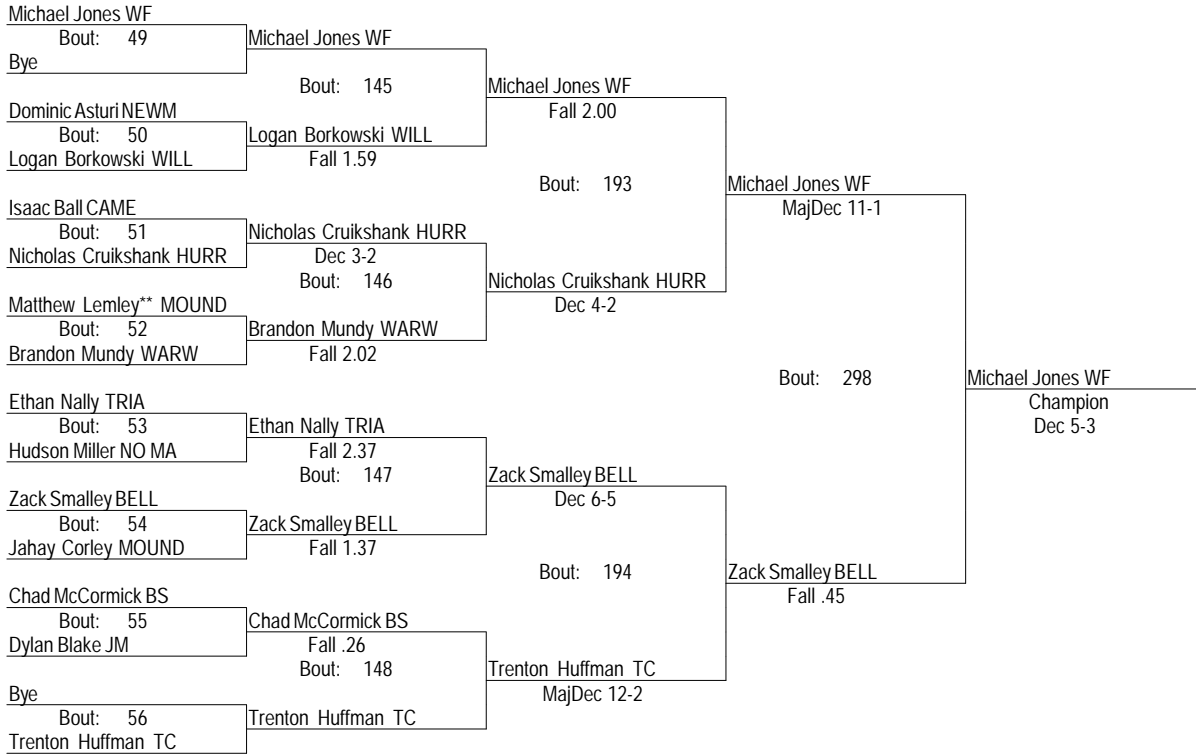 Michael Jones WF
Bout: 49
Bye
Michael Jones WF
Bout: 145
Dominic Asturi NEWM
Bout: 50
Logan Borkowski WILL
Logan Borkowski WILL
Fall 1.59
Michael Jones WF
Fall 2.00
Bout: 193
Isaac Ball CAME
Bout: 51
Nicholas Cruikshank HURR
Nicholas Cruikshank HURR
Dec 3-2
Bout: 146
Matthew Lemley** MOUND
Bout: 52
Brandon Mundy WARW
Brandon Mundy WARW
Fall 2.02
Nicholas Cruikshank HURR
Dec 4-2
Michael Jones WF
MajDec 11-1
Bout: 298
Ethan Nally TRIA
Bout: 53
Hudson Miller NO MA
Ethan Nally TRIA
Fall 2.37
Bout: 147
Zack Smalley BELL
Bout: 54
Jahay Corley MOUND
Zack Smalley BELL
Fall 1.37
Zack Smalley BELL
Dec 6-5
Bout: 194
Chad McCormick BS
Bout: 55
Dylan Blake JM
Chad McCormick BS
Fall .26
Bout: 148
Bye
Bout: 56
Trenton Huffman TC
Trenton Huffman TC
Trenton Huffman TC
MajDec 12-2
Zack Smalley BELL
Fall .45
Michael Jones WF
Champion
Dec 5-3